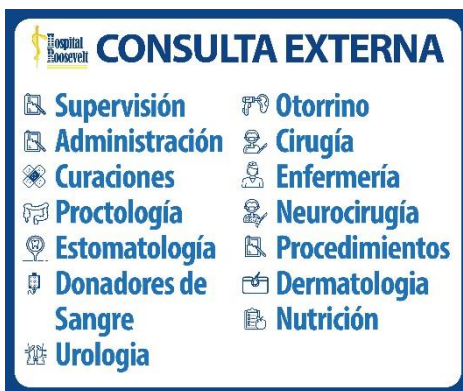 Hospital
Roosevelt
CONSULTA EXTERNA
Supervisión
Administración
Curaciones
Proctología
Estomatología
Donadores de
Sangre
Urologia
Otorrino
Cirugía
Enfermería
Neurocirugía
Procedimientos
Dermatologia
Nutrición